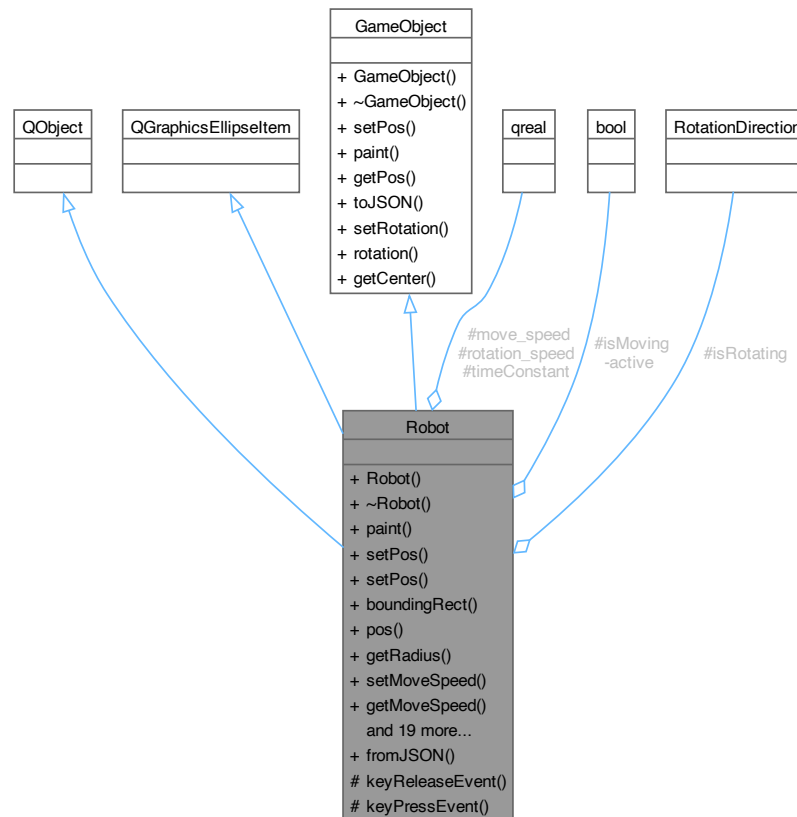 GameObject
+ GameObject()
+ ~GameObject()
+ setPos()
+ paint()
+ getPos()
+ toJSON()
+ setRotation()
+ rotation()
+ getCenter()
QObject
QGraphicsEllipseItem
qreal
bool
RotationDirection
#move_speed
#rotation_speed
#timeConstant
#isMoving
-active
#isRotating
Robot
+ Robot()
+ ~Robot()
+ paint()
+ setPos()
+ setPos()
+ boundingRect()
+ pos()
+ getRadius()
+ setMoveSpeed()
+ getMoveSpeed()
and 19 more...
+ fromJSON()
# keyReleaseEvent()
# keyPressEvent()